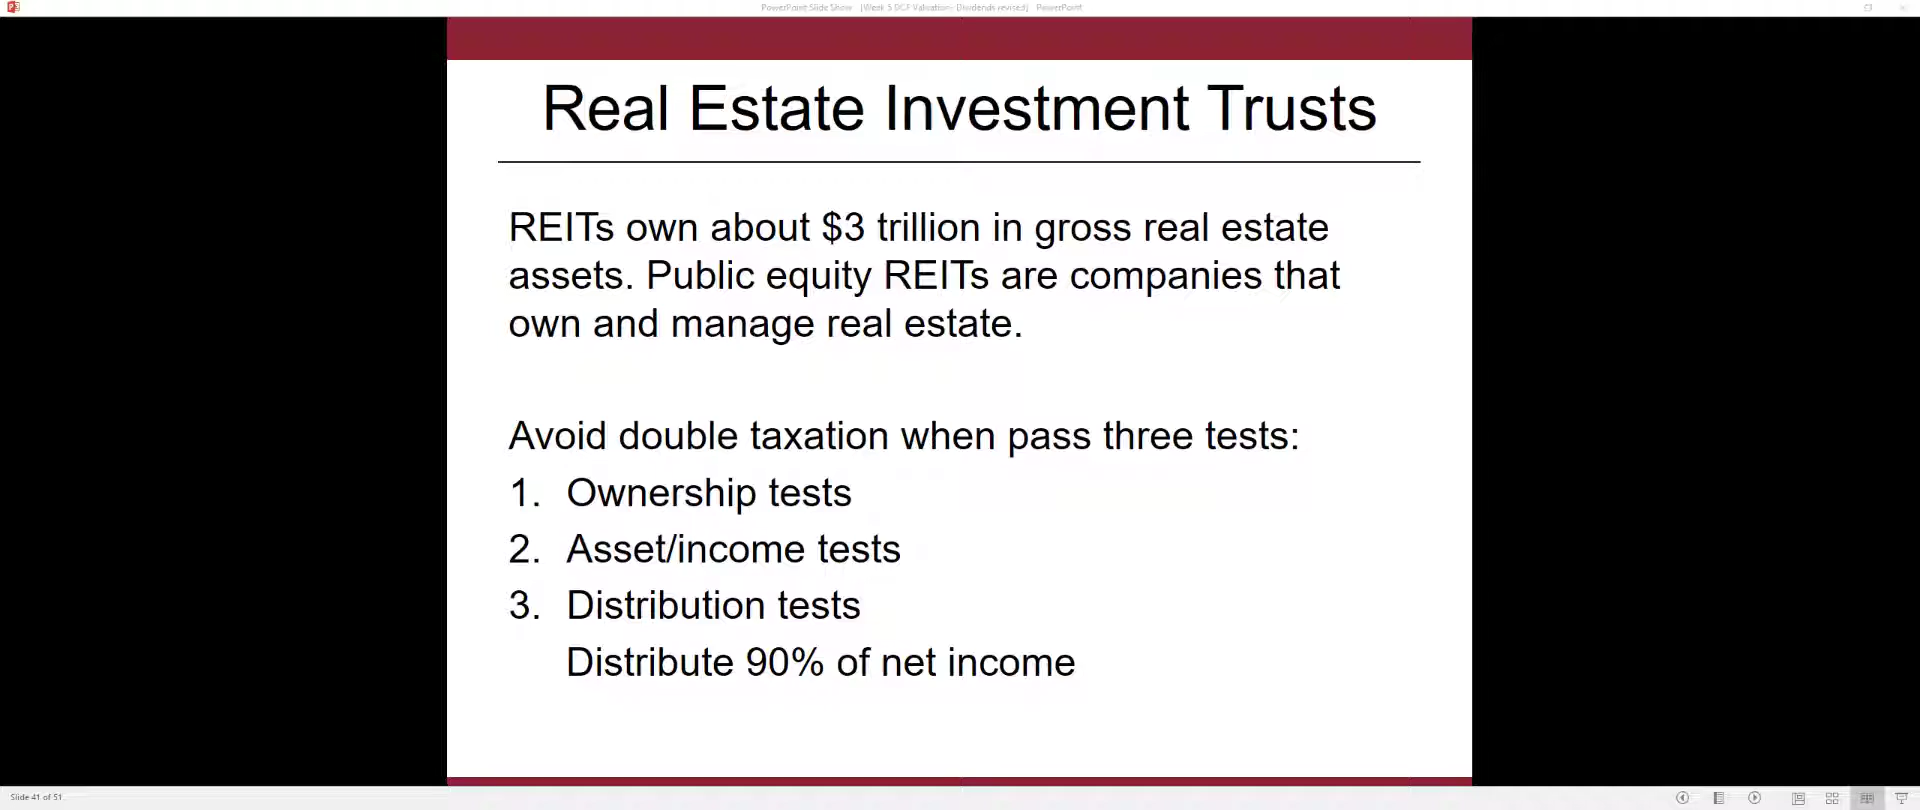 PowerPoint Slide Show - [Week 5 DCF Valuation- Dividends revised] - PowerPoint
Real Estate Investment Trusts
REITs own about $3 trillion in gross real estate
assets. Public equity REITs are companies that
own and manage real estate.
Avoid double taxation when pass three tests:
1. Ownership tests
2. Asset/income tests
3. Distribution tests
Distribute 90% of net income
Slide 41 of 51